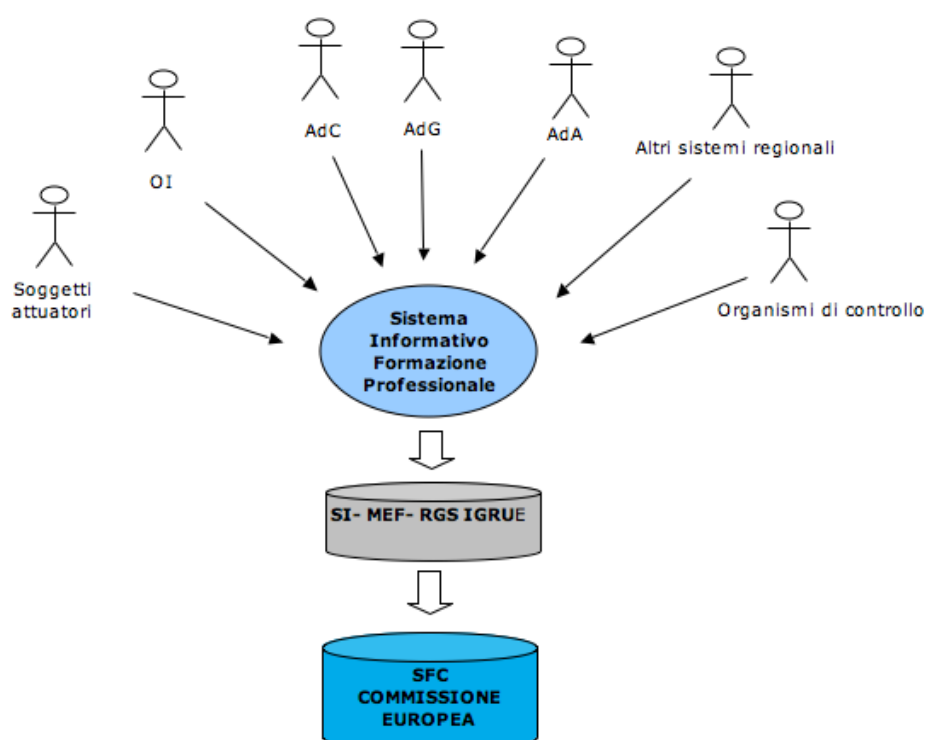 AdC
AdG
AdA
Altri sistemi regionali
OI
Soggetti
attuatori
Organismi di controllo
Sistema
Informativo
Formazione
Professionale
SI- MEF- RGS IGRUE
SFC
COMMISSIONE
EUROPEA